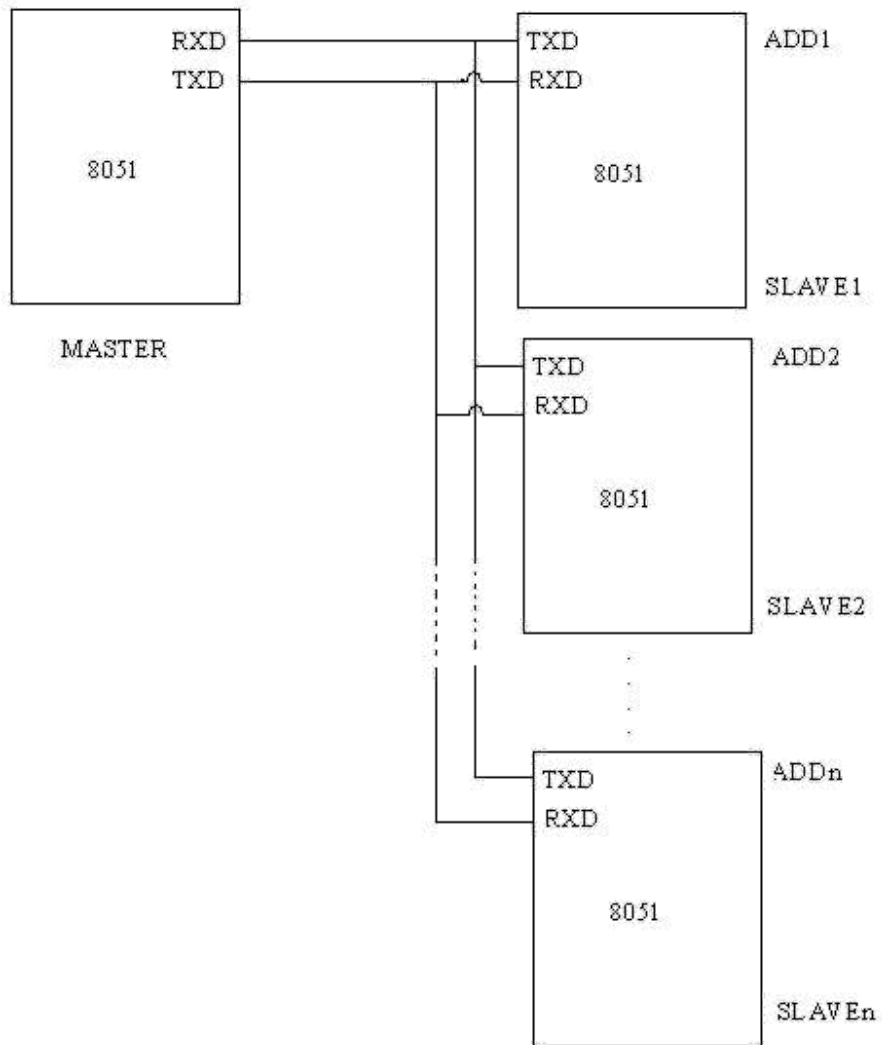 RXD
TXD
8051
MASTER
TXD
RXD
8051
ADD1
SLAVE1
TXD
RXD
8051
ADD2
SLAVE2
TXD
RXD
8051
ADDn
SLAVEn